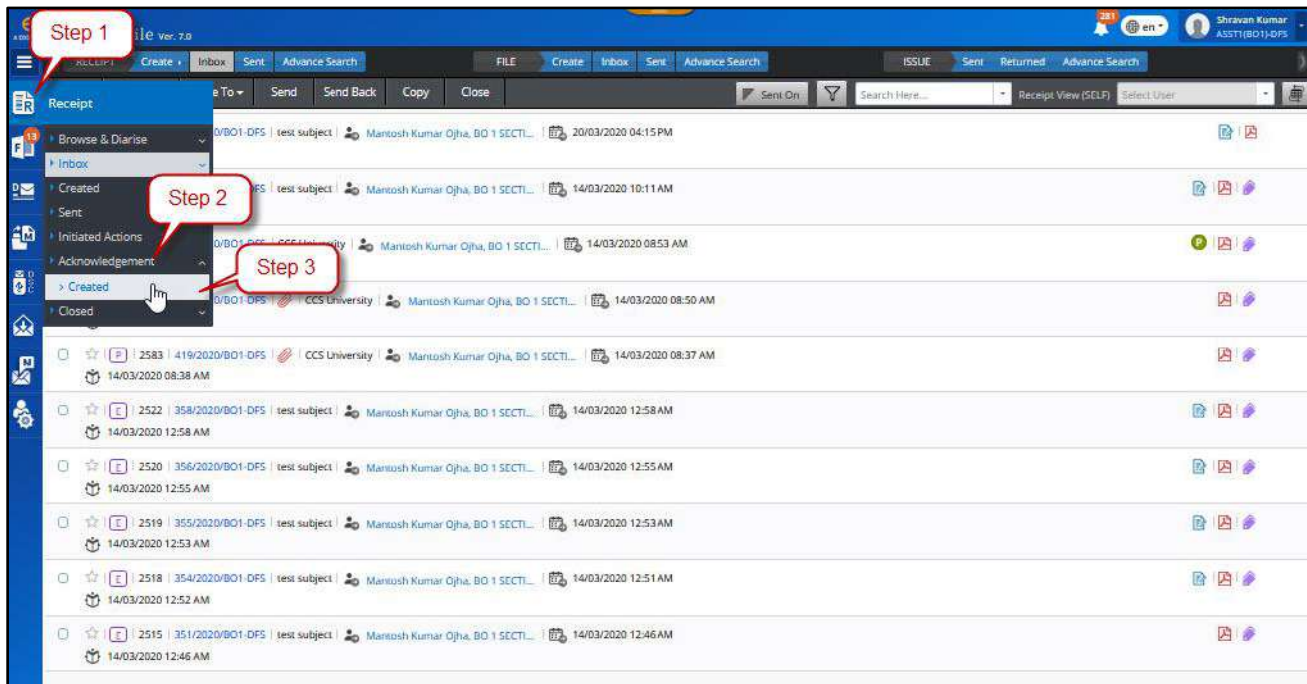 Step 1
ile Ver. 7.0
281
en
Shravan Kumar
ASST1(BO1)-DFS
RECEIPT Create Inbox Sent Advance Search FILE Create Inbox Sent Advance Search ISSUE Sent Returned Advance Search
Receipt
e To Send Send Back Copy Close Sent On Search Here... Receipt View (SELF) Select User
13
Browse & Diarise
Inbox
Created
Sent
Initiated Actions
Acknowledgement
Created
Closed
Step 2
Step 3
0/BO1-DFS test subject Mantosh Kumar Ojha, BO 1 SECTI... 20/03/2020 04:15 PM
FS test subject Mantosh Kumar Ojha, BO 1 SECTI... 14/03/2020 10:11 AM
0/BO1-DFS CCS University Mantosh Kumar Ojha, BO 1 SECTI... 14/03/2020 08:53 AM
P
0/BO1-DFS CCS University Mantosh Kumar Ojha, BO 1 SECTI... 14/03/2020 08:50 AM
P 2583 419/2020/BO1-DFS CCS University Mantosh Kumar Ojha, BO 1 SECTI... 14/03/2020 08:37 AM
14/03/2020 08:38 AM
E 2522 358/2020/BO1-DFS test subject Mantosh Kumar Ojha, BO 1 SECTI... 14/03/2020 12:58 AM
14/03/2020 12:58 AM
E 2520 356/2020/BO1-DFS test subject Mantosh Kumar Ojha, BO 1 SECTI... 14/03/2020 12:55 AM
14/03/2020 12:55 AM
E 2519 355/2020/BO1-DFS test subject Mantosh Kumar Ojha, BO 1 SECTI... 14/03/2020 12:53 AM
14/03/2020 12:53 AM
E 2518 354/2020/BO1-DFS test subject Mantosh Kumar Ojha, BO 1 SECTI... 14/03/2020 12:51 AM
14/03/2020 12:52 AM
E 2515 351/2020/BO1-DFS test subject Mantosh Kumar Ojha, BO 1 SECTI... 14/03/2020 12:46 AM
14/03/2020 12:46 AM